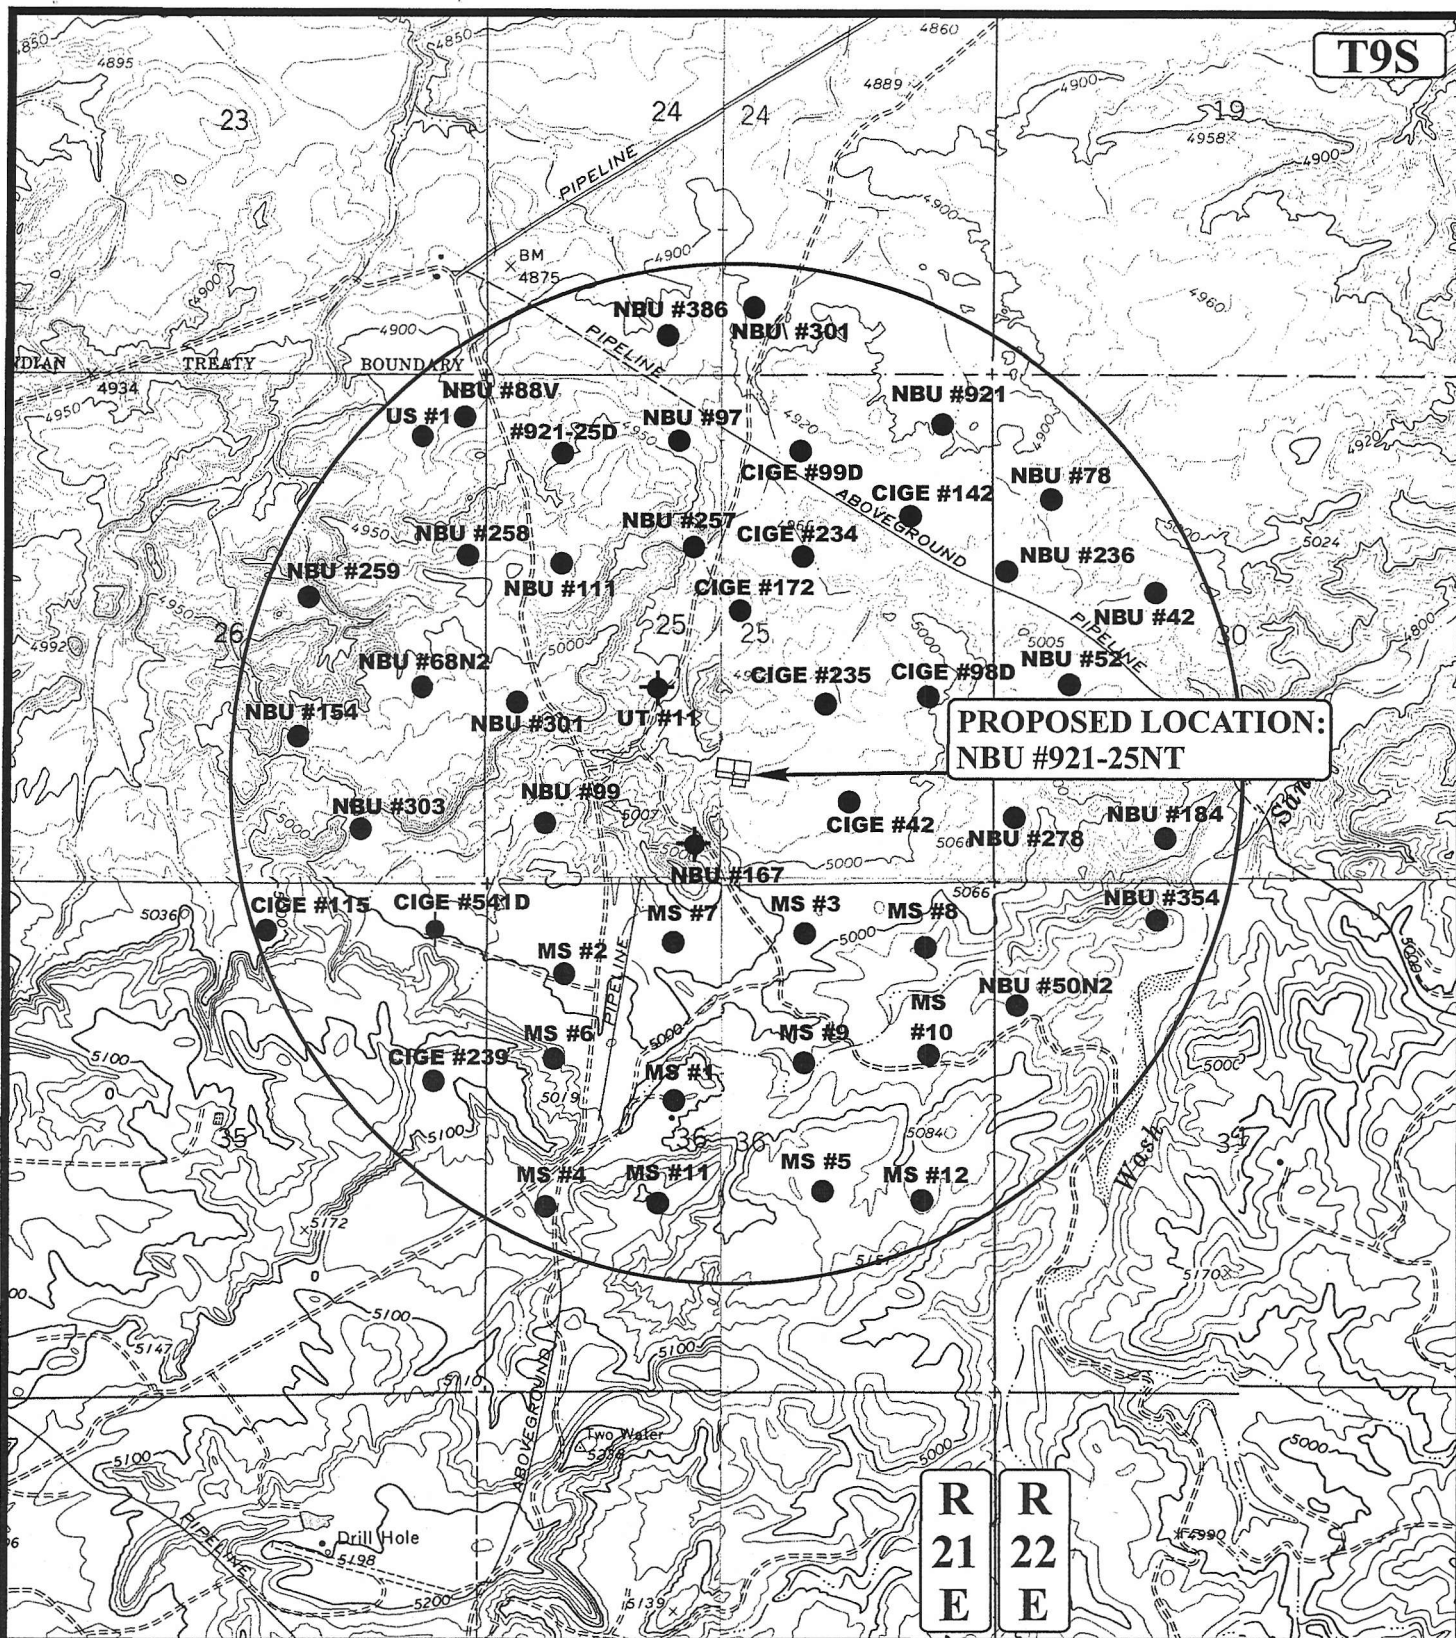 T9S
4850
4895
4850
4860
4889
4900
23
24
24
19
4958
4900
PIPELINE
4900
BM
4875
4900
4900
4960
NBU #386
NBU #301
4900
PIPELINE
INDIAN TREATY BOUNDARY
4934
4950
NBU #88V
US #1
#921-25D
4950
NBU #97
NBU #921
4920
4900
4920
CIGE #99D
NBU #78
CIGE #142
ABOVEGROUND
4950
NBU #258
NBU #257
CIGE #234
5000
5024
NBU #259
NBU #111
NBU #236
4950
CIGE #172
NBU #42
PIPELINE
26
25
25
30
4992
5000
5000
5005
4800
NBU #68N2
NBU #52
CIGE #235
CIGE #98D
NBU #154
NBU #301
UT #11
PROPOSED LOCATION:
NBU #921-25NT
NBU #303
NBU #99
5007
CIGE #42
NBU #278
NBU #184
5000
5000
NBU #167
5066
5036
CIGE #115
CIGE #541D
MS #7
MS #3
MS #8
NBU #354
5000
5000
MS #2
PIPELINE
NBU #50N2
MS
#10
5100
CIGE #239
MS #6
5000
MS #9
MS #1
5000
5019
35
5100
36
36
5084
31
Wash
MS #4
MS #11
MS #5
MS #12
5172
5170
5100
5147
5100
5110
ABOVEGROUND
Two Water
5238
5100
5000
5000
PIPELINE
Drill Hole
5198
5200
5139
4990
R
21
E
R
22
E